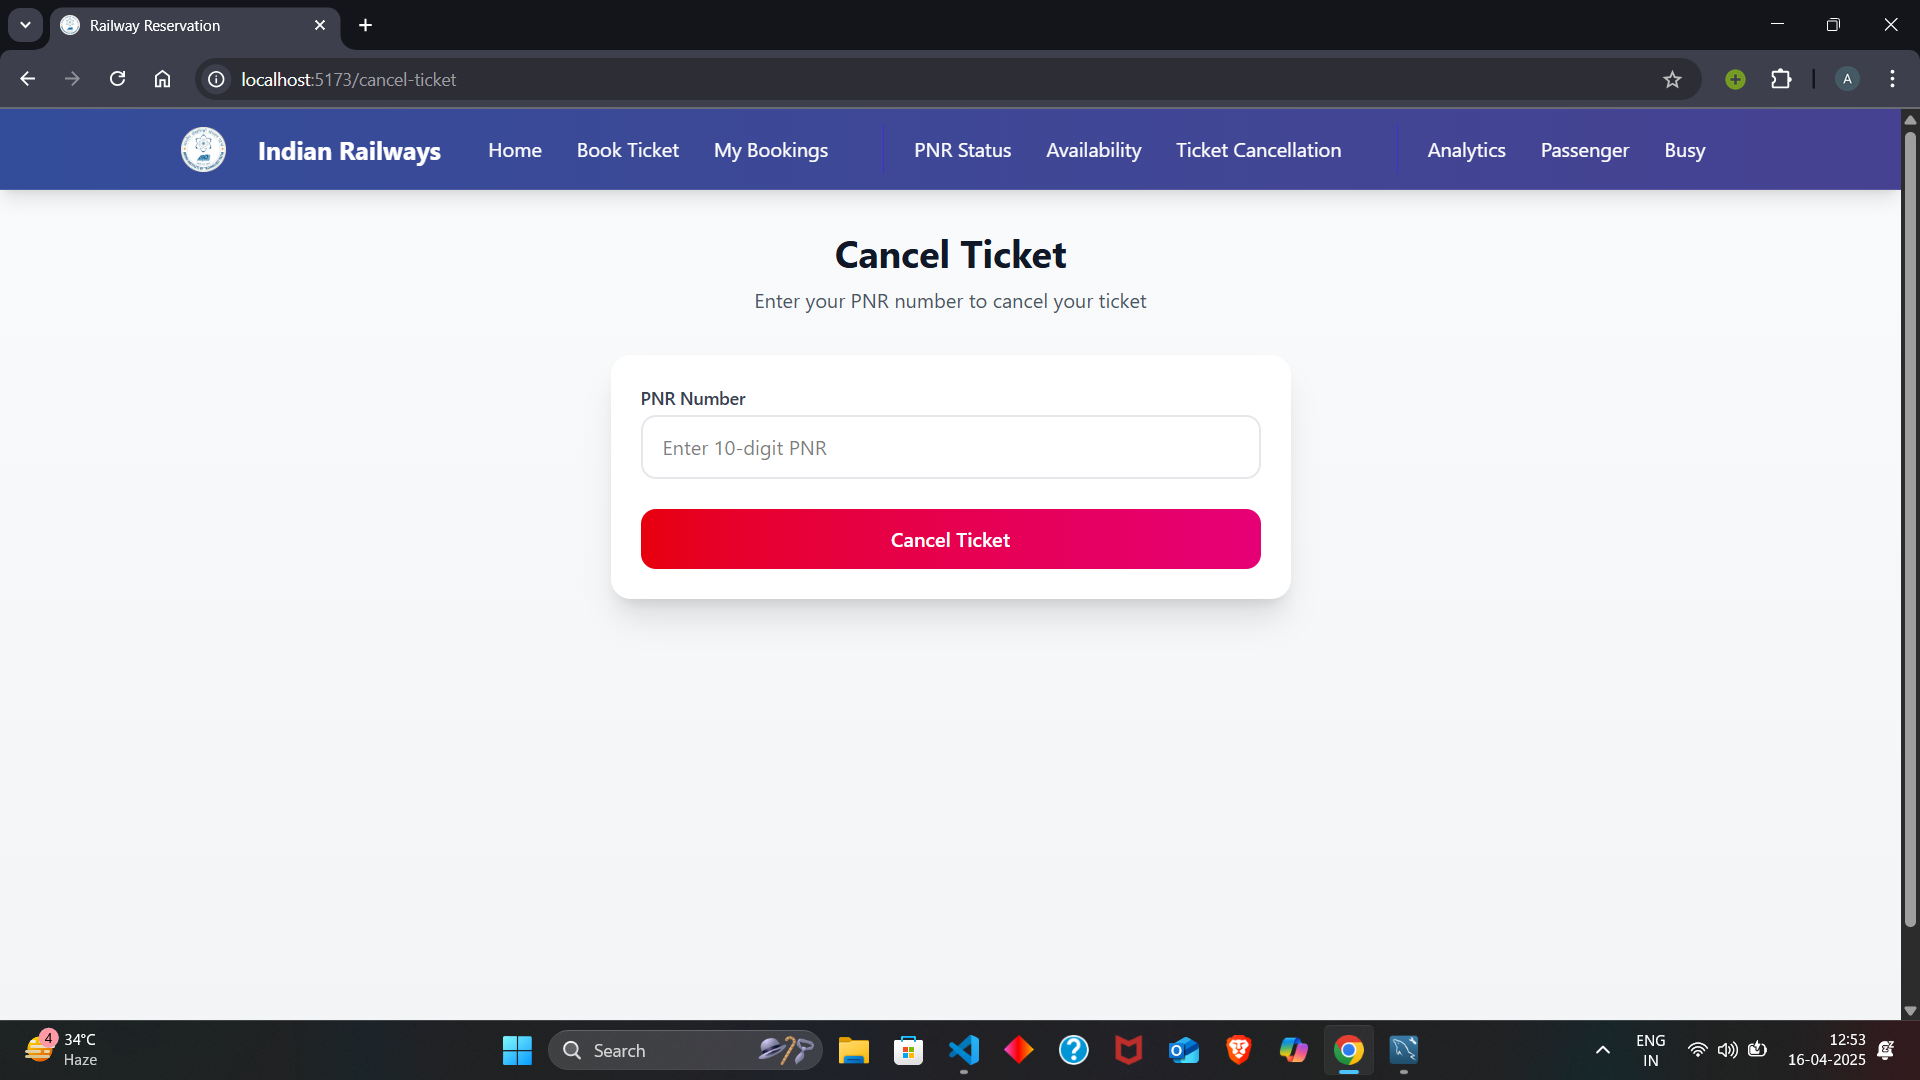 Railway Reservation
localhost:5173/cancel-ticket
A
Indian Railways Home Book Ticket My Bookings PNR Status Availability Ticket Cancellation Analytics Passenger Busy
Cancel Ticket
Enter your PNR number to cancel your ticket
PNR Number
Enter 10-digit PNR
Cancel Ticket
4
34°C
Haze
Search
ENG
IN
12:53
16-04-2025